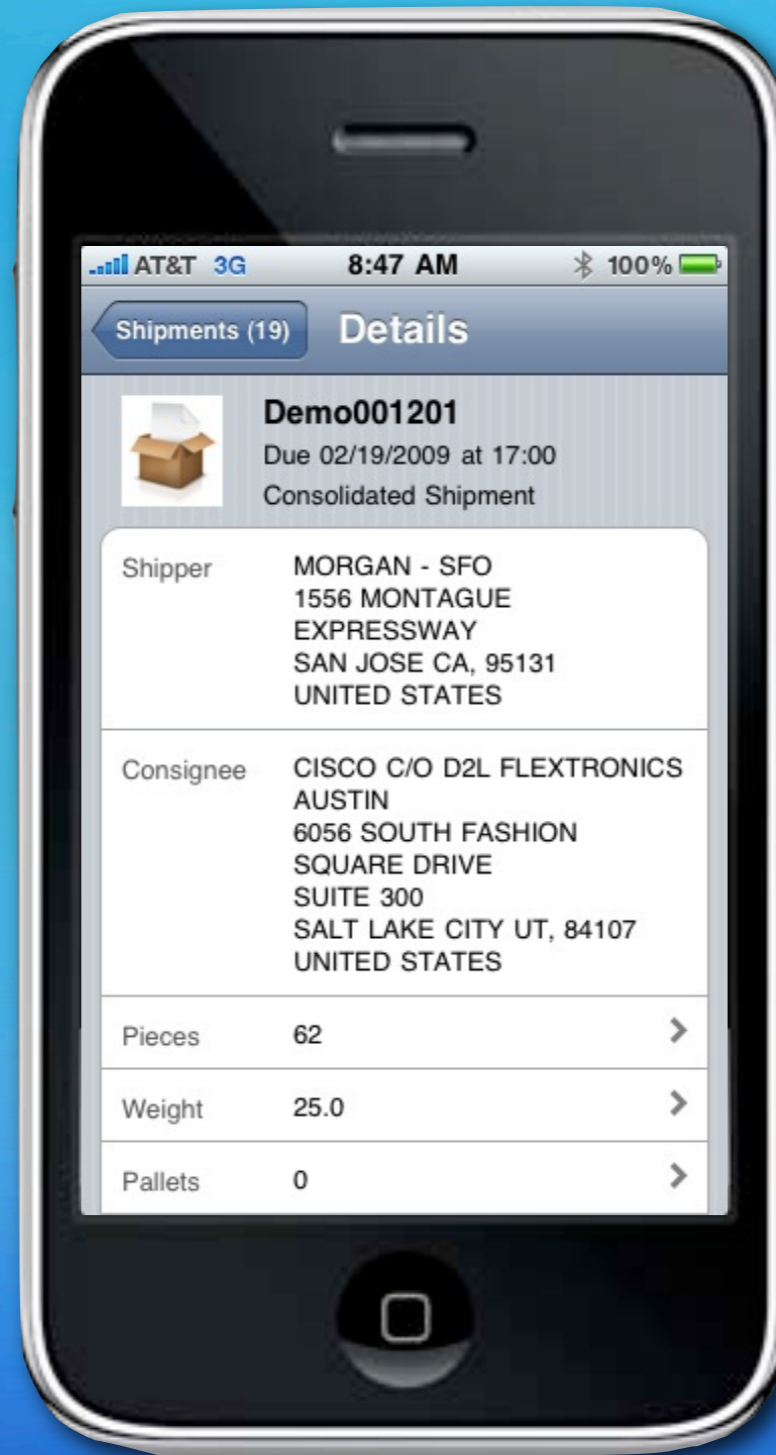 AT&T 3G 8:47 AM 100%
Shipments (19) Details
Demo001201
Due 02/19/2009 at 17:00
Consolidated Shipment
Shipper MORGAN - SFO
1556 MONTAGUE
EXPRESSWAY
SAN JOSE CA, 95131
UNITED STATES
Consignee CISCO C/O D2L FLEXTRONICS
AUSTIN
6056 SOUTH FASHION
SQUARE DRIVE
SUITE 300
SALT LAKE CITY UT, 84107
UNITED STATES
Pieces 62
Weight 25.0
Pallets 0